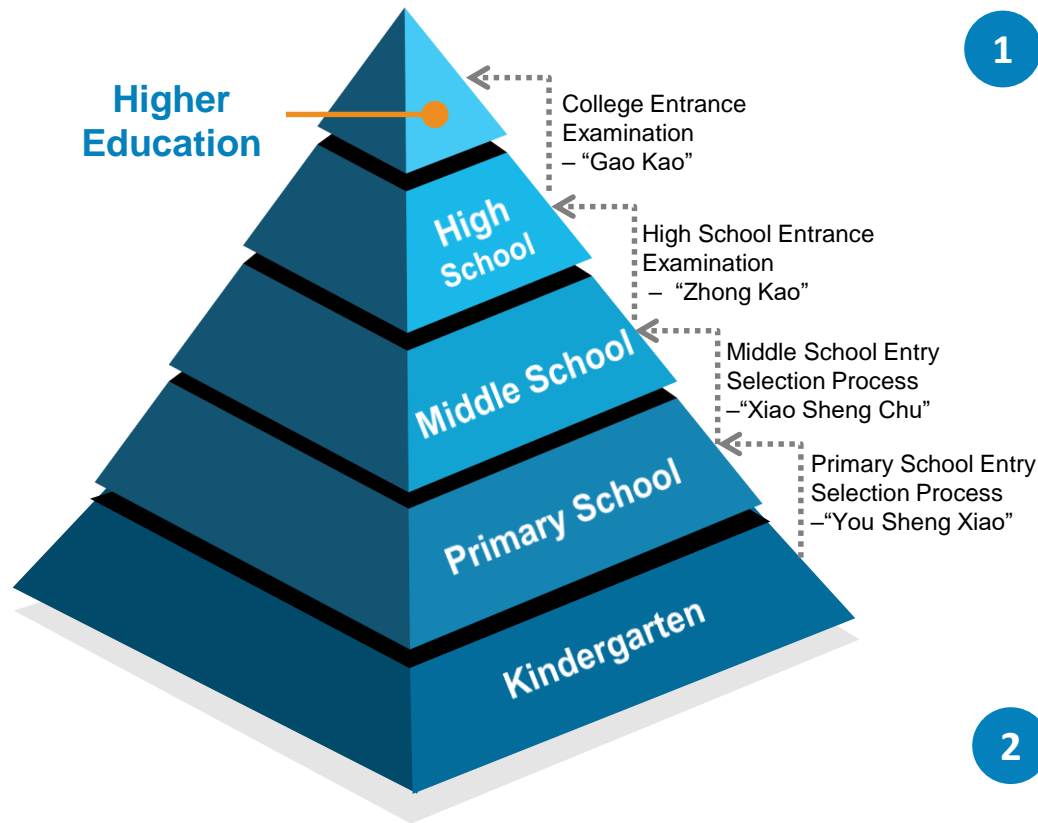 1
Higher
Education
College Entrance
Examination
– “Gao Kao”
High
School
High School Entrance
Examination
– “Zhong Kao”
Middle School
Middle School Entry
Selection Process
–“Xiao Sheng Chu”
Primary School
Primary School Entry
Selection Process
–“You Sheng Xiao”
Kindergarten
2